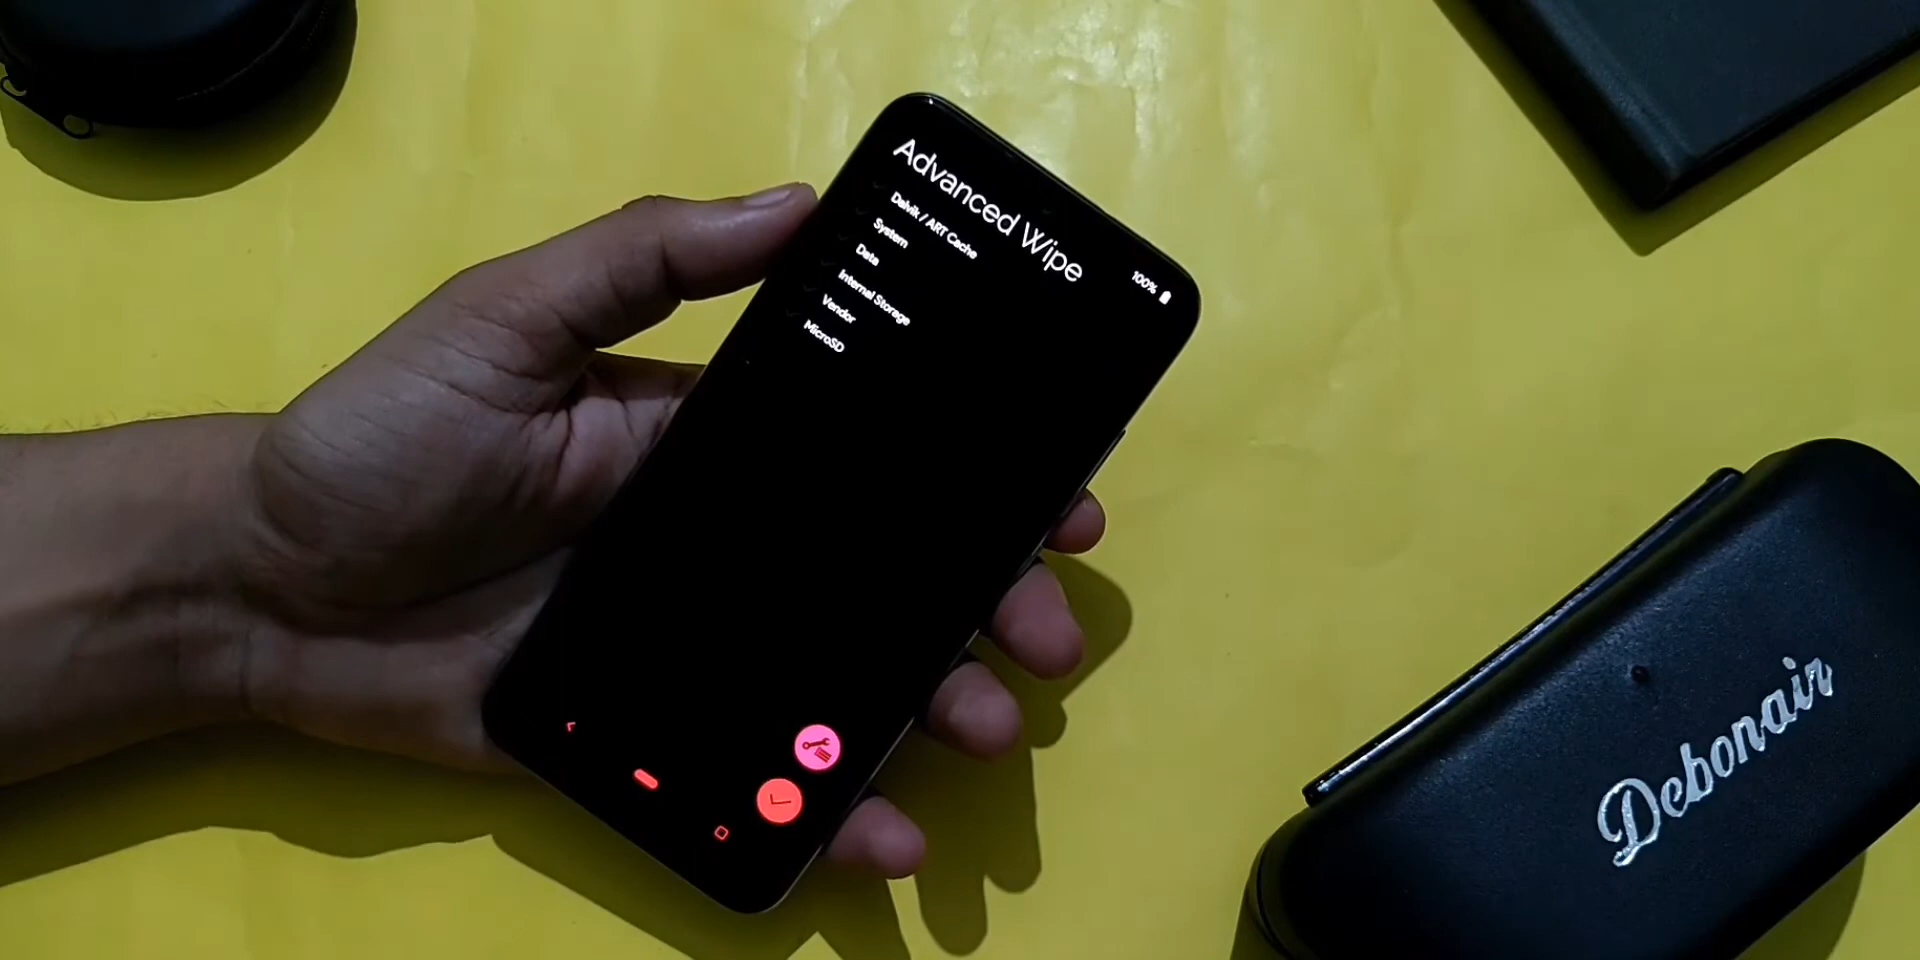 Advanced Wipe
100%
Dalvik / ART Cache
System
Data
Internal Storage
Vendor
MicroSD
Debonair